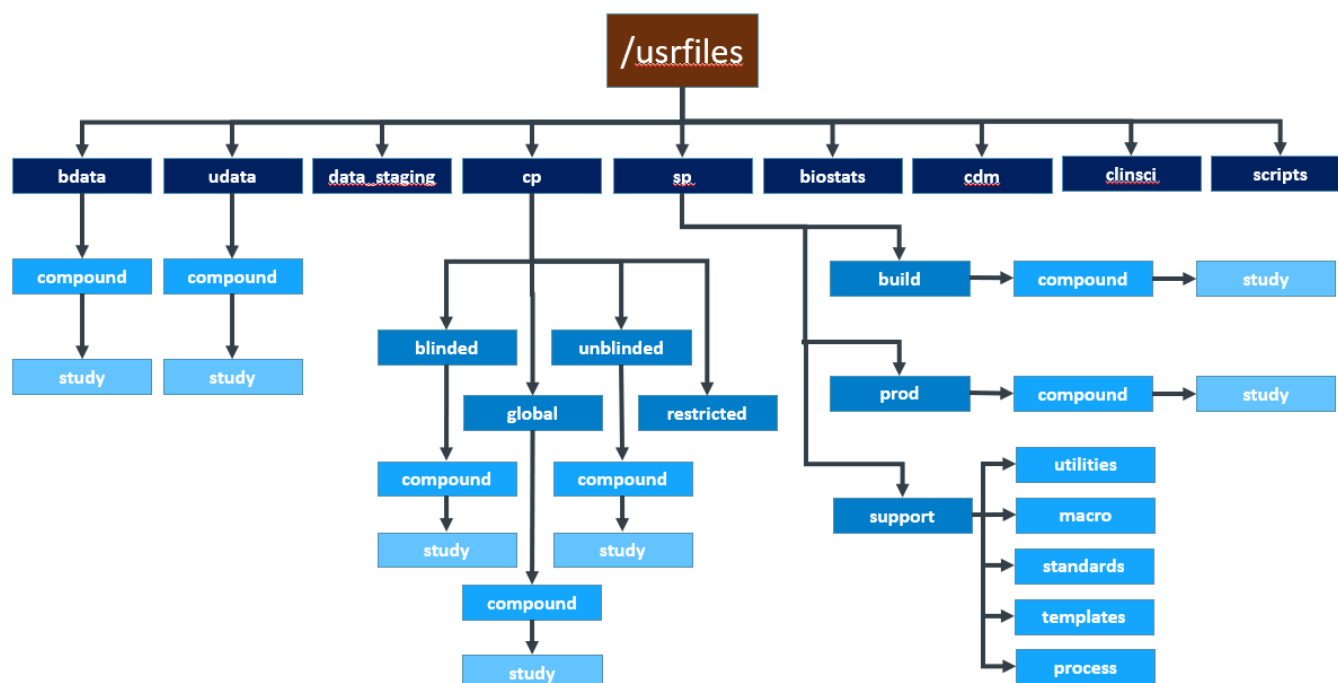 /usrfiles
bdata
udata
data_staging
cp
sp
biostats
cdm
clinsci
scripts
compound
compound
build
compound
study
blinded
unblinded
study
study
prod
compound
study
global
restricted
utilities
compound
compound
support
macro
study
study
standards
compound
templates
study
process